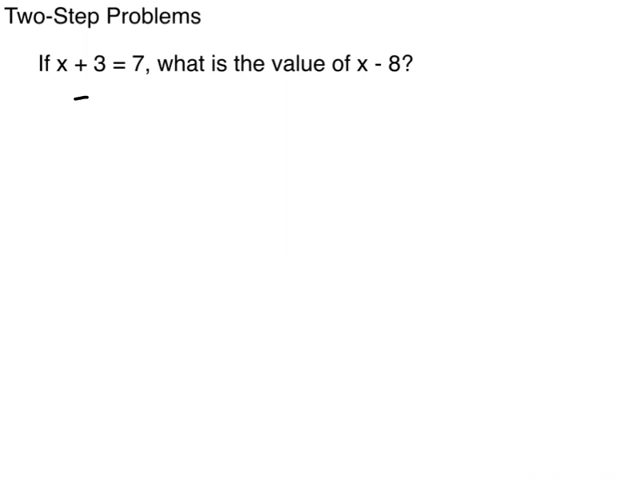 Two-Step Problems
If x + 3 = 7, what is the value of x - 8?
-